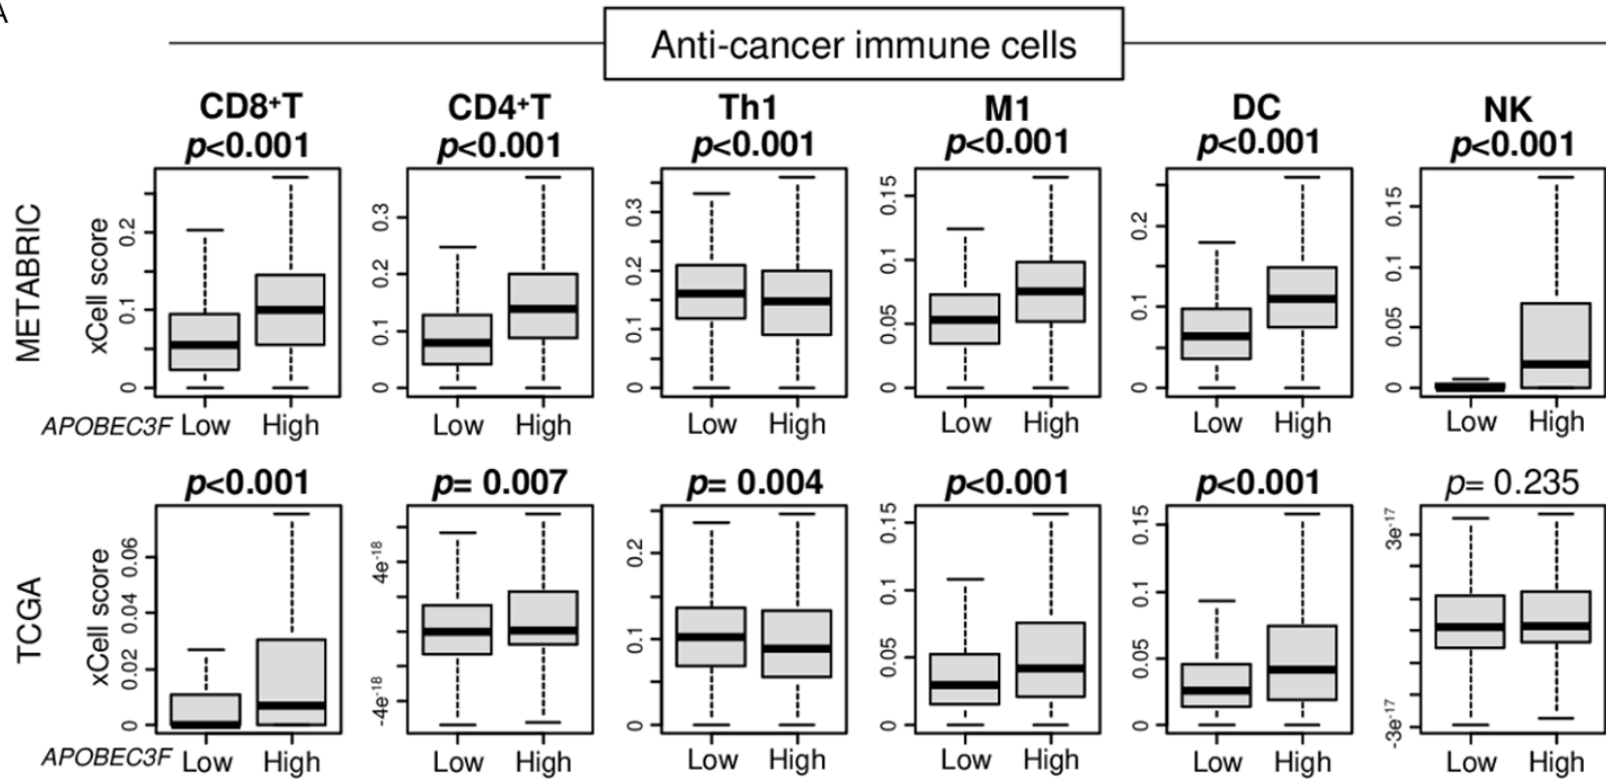 A
Anti-cancer immune cells
CD8⁺T CD4⁺T Th1 M1 DC NK
p<0.001 p<0.001 p<0.001 p<0.001 p<0.001 p<0.001
METABRIC
xCell score
0 0.1 0.2
0 0.1 0.2 0.3
0 0.1 0.2 0.3
0 0.05 0.1 0.15
0 0.1 0.2
0 0.05 0.1 0.15
APOBEC3F Low High Low High Low High Low High Low High Low High
p<0.001 p= 0.007 p= 0.004 p<0.001 p<0.001 p= 0.235
TCGA
xCell score
0 0.02 0.04 0.06
-4e⁻¹⁸ 4e⁻¹⁸
0 0.1 0.2
0 0.05 0.1 0.15
0 0.05 0.1 0.15
-3e⁻¹⁷ 3e⁻¹⁷
APOBEC3F Low High Low High Low High Low High Low High Low High